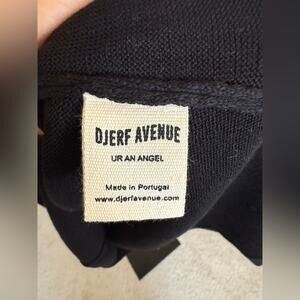 DJERF AVENUE
UR AN ANGEL
Made in Portugal
www.djerfavenue.com